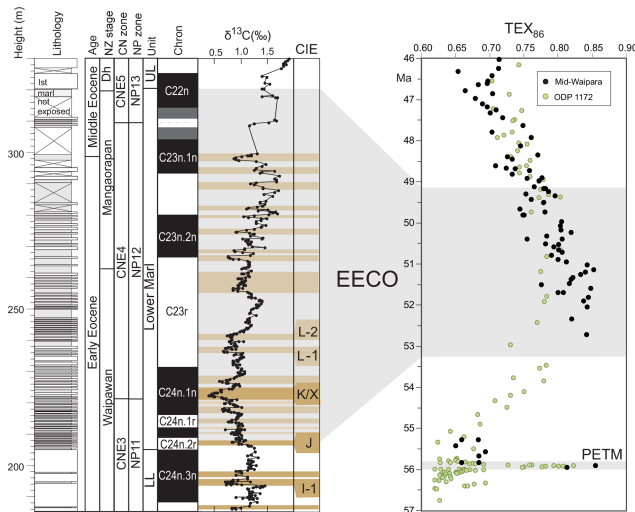 Height (m)
Lithology
Age
NZ stage
CN zone
NP zone
Unit
Chron
δ¹³C(‰)
CIE
0.5 1.0 1.5
300
250
200
lst
marl
not
exposed
Middle Eocene
Early Eocene
Dh
Mangaorapan
Waipawan
CNE5
CNE4
CNE3
NP13
NP12
NP11
UL
Lower Marl
LL
C22n
C23n.1n
C23n.2n
C23r
C24n.1n
C24n.1r
C24n.2r
C24n.3n
L-2
L-1
K/X
J
I-1
EECO
TEX₈₆
0.60 0.65 0.70 0.75 0.80 0.85 0.90
Ma
46
47
48
49
50
51
52
53
54
55
56
57
Mid-Waipara
ODP 1172
PETM